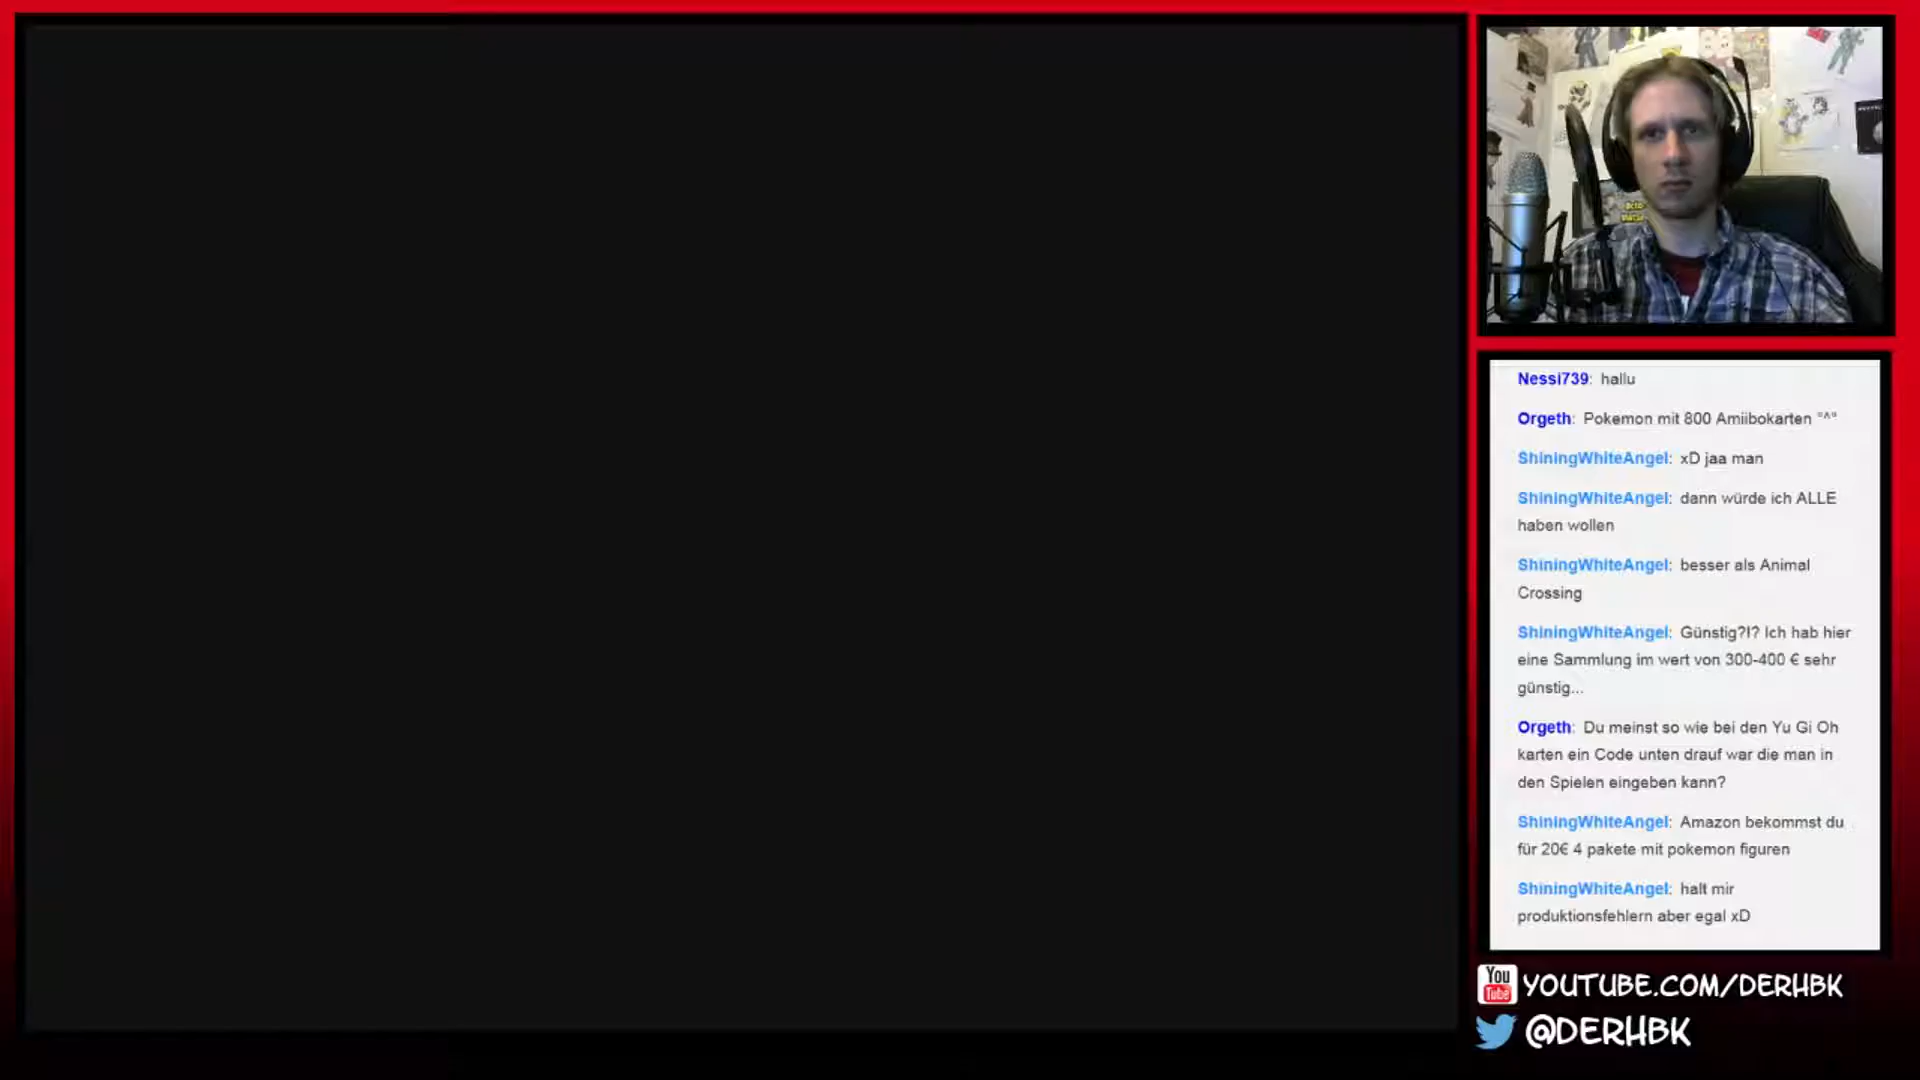 Nessi739: hallu
Orgeth: Pokemon mit 800 Amiibokarten °^°
ShiningWhiteAngel: xD jaa man
ShiningWhiteAngel: dann würde ich ALLE
haben wollen
ShiningWhiteAngel: besser als Animal
Crossing
ShiningWhiteAngel: Günstig?!? Ich hab hier
eine Sammlung im wert von 300-400 € sehr
günstig...
Orgeth: Du meinst so wie bei den Yu Gi Oh
karten ein Code unten drauf war die man in
den Spielen eingeben kann?
ShiningWhiteAngel: Amazon bekommst du
für 20€ 4 pakete mit pokemon figuren
ShiningWhiteAngel: halt mir
produktionsfehlern aber egal xD
You
Tube
YOUTUBE.COM/DERHBK
@DERHBK